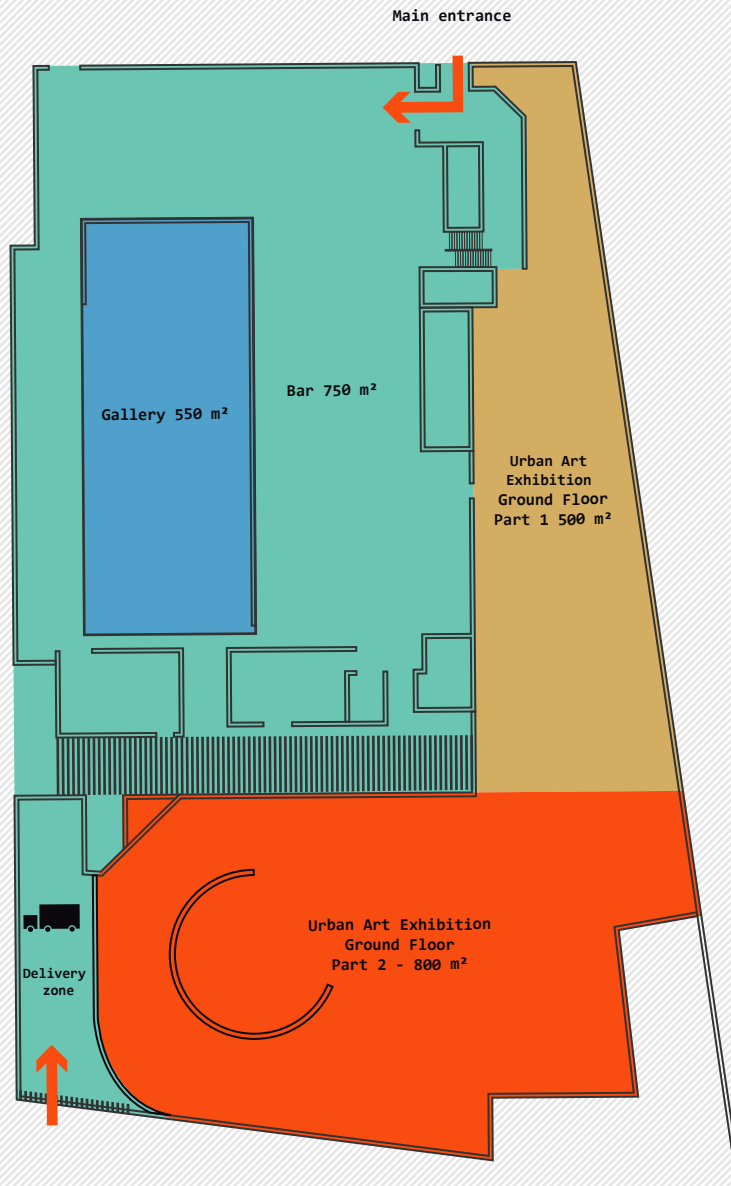 Main entrance
Bar 750 m²
Gallery 550 m²
Urban Art
Exhibition
Ground Floor
Part 1 500 m²
Urban Art Exhibition
Ground Floor
Part 2 - 800 m²
Delivery
zone